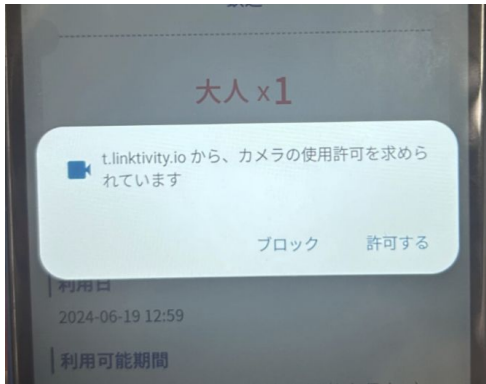 大人 x1
t.linktivity.io から、カメラの使用許可を求めら
れています
ブロック 許可する
利用日
2024-06-19 12:59
利用可能期間